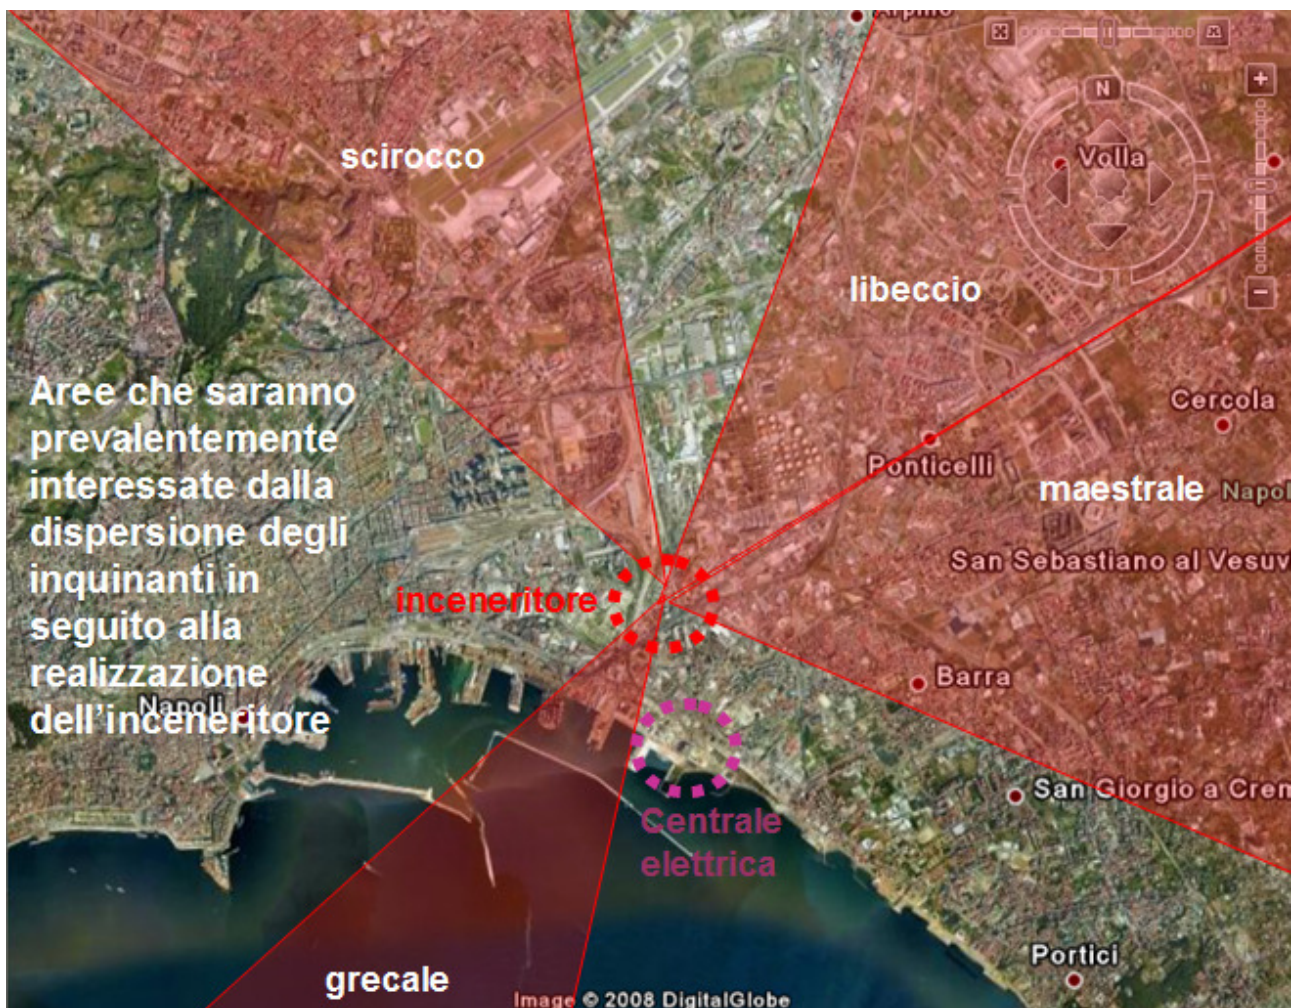 Arpino
N
Volla
scirocco
libeccio
Aree che saranno
prevalentemente
interessate dalla
dispersione degli
inquinanti in
seguito alla
realizzazione
dell'inceneritore
Cercola
Ponticelli
maestrale
Napol
San Sebastiano al Vesuv
inceneritore
Barra
Napoli
San Giorgio a Crem
Centrale
elettrica
Portici
grecale
Image © 2008 DigitalGlobe